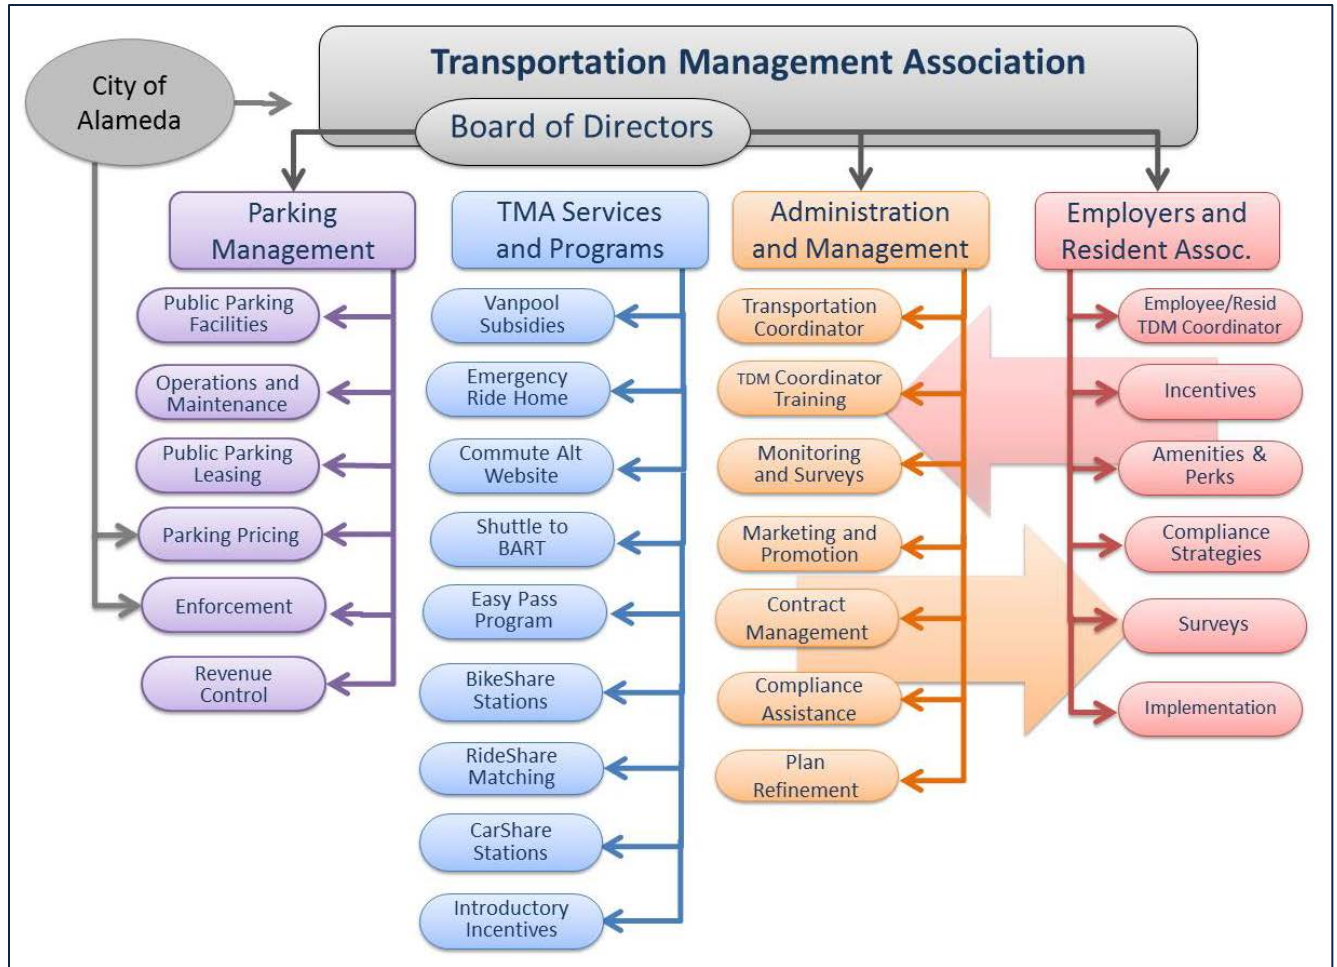 City of
Alameda
Transportation Management Association
Board of Directors
Parking
Management
Public Parking
Facilities
Operations and
Maintenance
Public Parking
Leasing
Parking Pricing
Enforcement
Revenue
Control
TMA Services
and Programs
Vanpool
Subsidies
Emergency
Ride Home
Commute Alt
Website
Shuttle to
BART
Easy Pass
Program
BikeShare
Stations
RideShare
Matching
CarShare
Stations
Introductory
Incentives
Administration
and Management
Transportation
Coordinator
TDM Coordinator
Training
Monitoring
and Surveys
Marketing and
Promotion
Contract
Management
Compliance
Assistance
Plan
Refinement
Employers and
Resident Assoc.
Employee/Resid
TDM Coordinator
Incentives
Amenities &
Perks
Compliance
Strategies
Surveys
Implementation